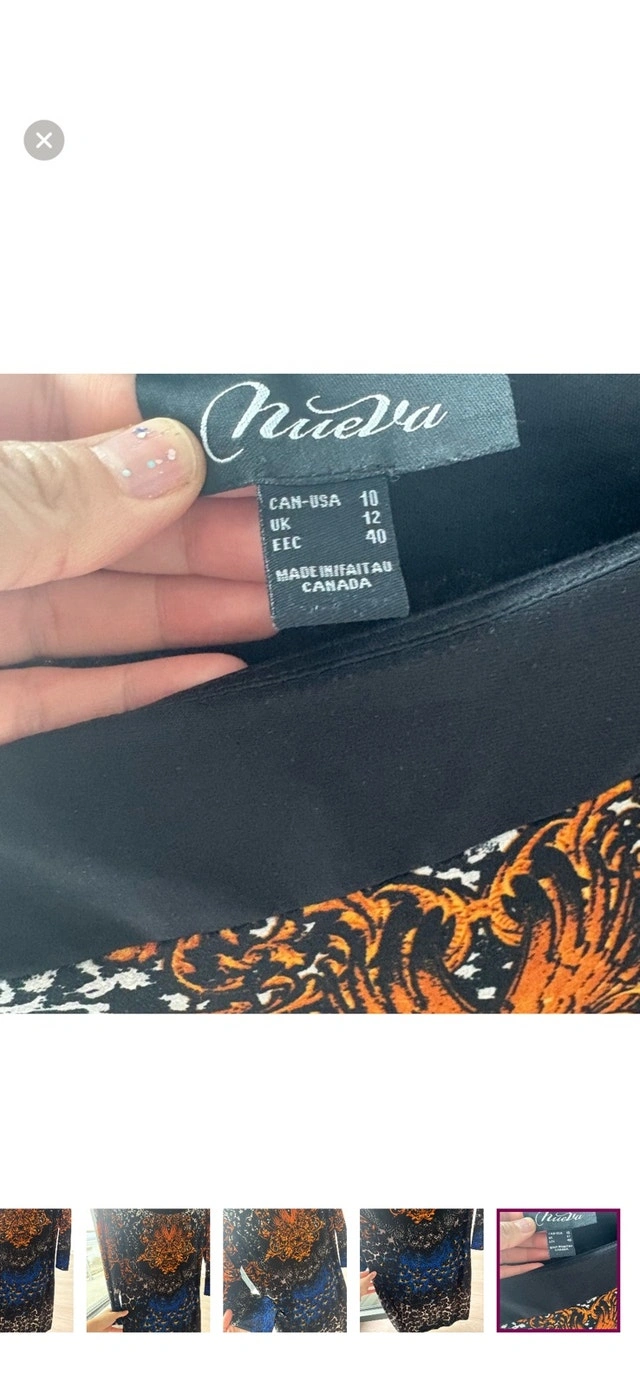 Nueva
CAN-USA 10
UK 12
EEC 40
MADE IN/FAIT AU
CANADA